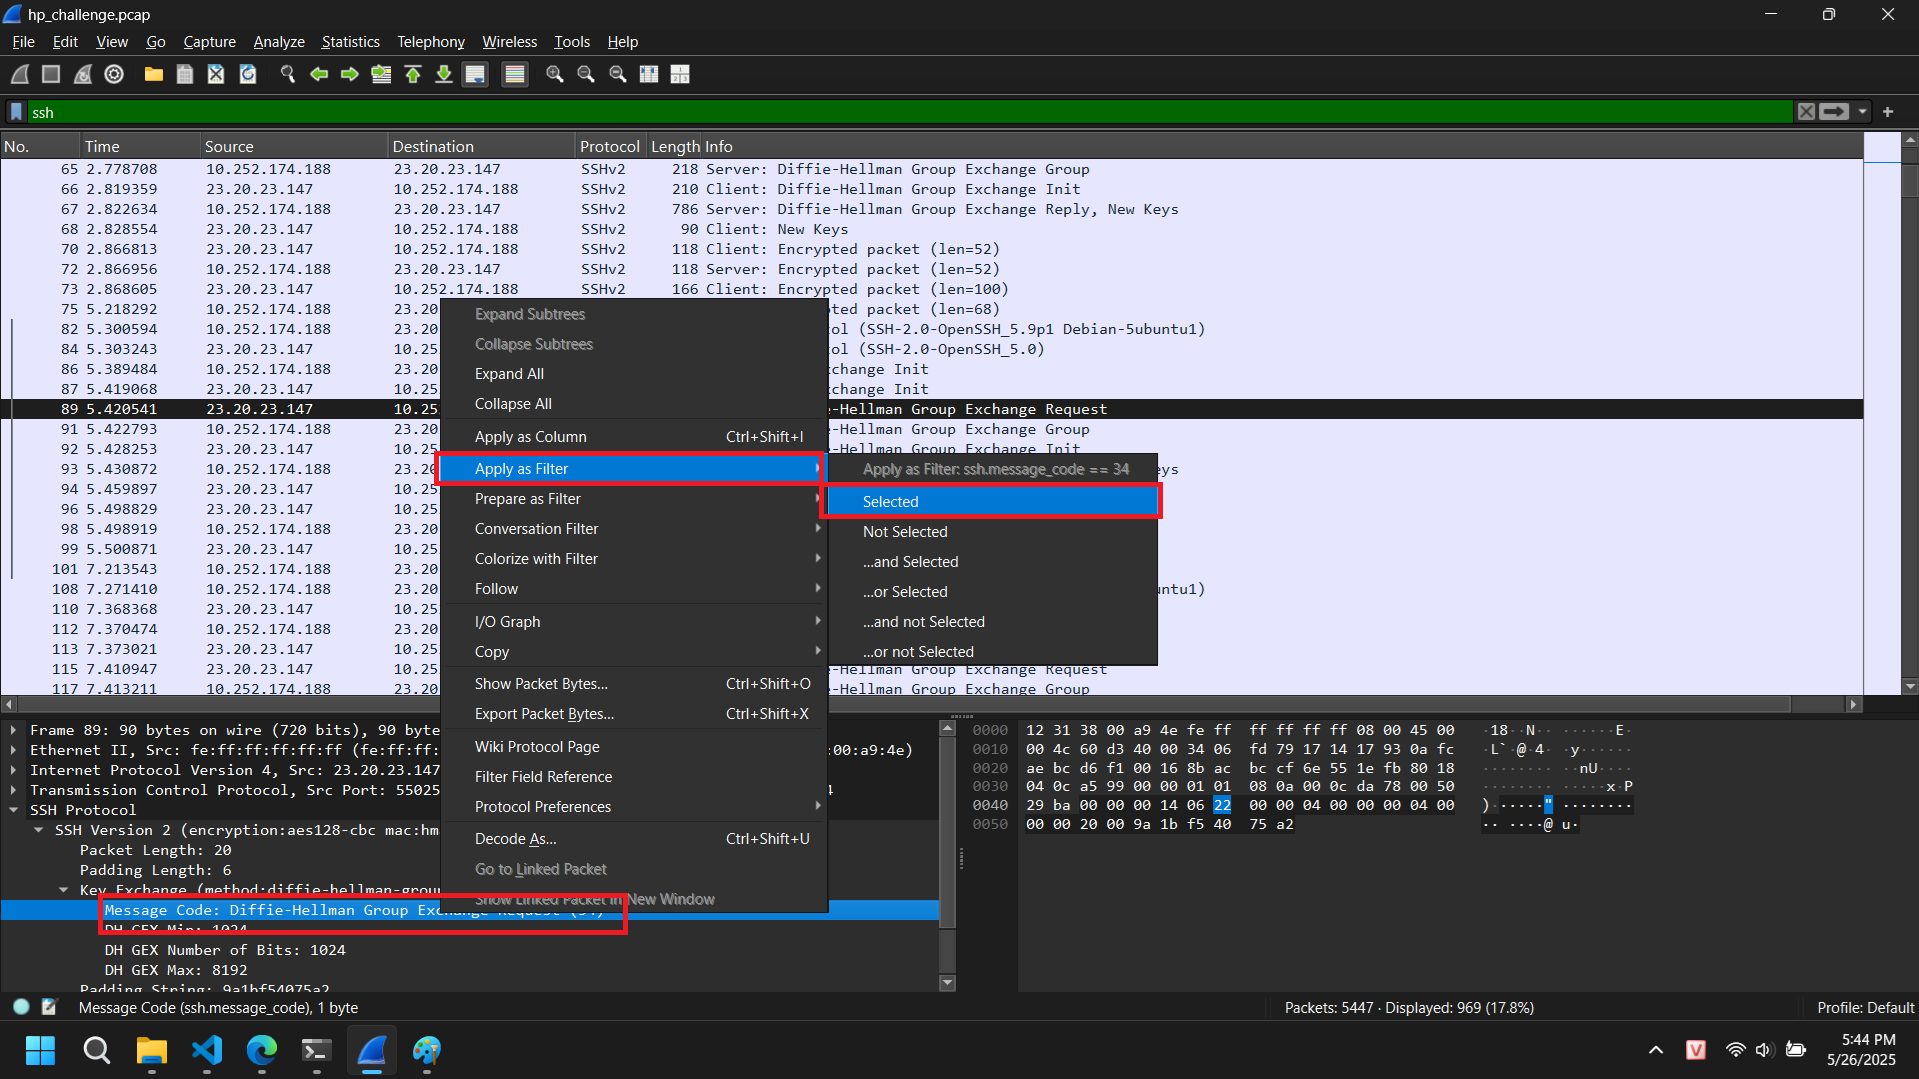 hp_challenge.pcap
File Edit View Go Capture Analyze Statistics Telephony Wireless Tools Help
ssh
No. Time Source Destination Protocol Length Info
65 2.778708 10.252.174.188 23.20.23.147 SSHv2 218 Server: Diffie-Hellman Group Exchange Group
66 2.819359 23.20.23.147 10.252.174.188 SSHv2 210 Client: Diffie-Hellman Group Exchange Init
67 2.822634 10.252.174.188 23.20.23.147 SSHv2 786 Server: Diffie-Hellman Group Exchange Reply, New Keys
68 2.828554 23.20.23.147 10.252.174.188 SSHv2 90 Client: New Keys
70 2.866813 23.20.23.147 10.252.174.188 SSHv2 118 Client: Encrypted packet (len=52)
72 2.866956 10.252.174.188 23.20.23.147 SSHv2 118 Server: Encrypted packet (len=52)
73 2.868605 23.20.23.147 10.252.174.188 SSHv2 166 Client: Encrypted packet (len=100)
75 5.218292 10.252.174.188 23.20 pted packet (len=68)
82 5.300594 10.252.174.188 23.20 ol (SSH-2.0-OpenSSH_5.9p1 Debian-5ubuntu1)
84 5.303243 23.20.23.147 10.25 ol (SSH-2.0-OpenSSH_5.0)
86 5.389484 10.252.174.188 23.20 change Init
87 5.419068 23.20.23.147 10.25 change Init
89 5.420541 23.20.23.147 10.25 -Hellman Group Exchange Request
91 5.422793 10.252.174.188 23.20 -Hellman Group Exchange Group
92 5.428253 23.20.23.147 10.25 -Hellman Group Exchange Init
93 5.430872 10.252.174.188 23.20 eys
94 5.459897 23.20.23.147 10.25
96 5.498829 23.20.23.147 10.25
98 5.498919 10.252.174.188 23.20
99 5.500871 23.20.23.147 10.25
101 7.213543 10.252.174.188 23.20
108 7.271410 10.252.174.188 23.20 untu1)
110 7.368368 23.20.23.147 10.25
112 7.370474 10.252.174.188 23.20
113 7.373021 23.20.23.147 10.25
115 7.410947 23.20.23.147 10.25 -Hellman Group Exchange Request
117 7.413211 10.252.174.188 23.20 -Hellman Group Exchange Group
Expand Subtrees
Collapse Subtrees
Expand All
Collapse All
Apply as Column Ctrl+Shift+I
Apply as Filter
Prepare as Filter
Conversation Filter
Colorize with Filter
Follow
I/O Graph
Copy
Show Packet Bytes... Ctrl+Shift+O
Export Packet Bytes... Ctrl+Shift+X
Wiki Protocol Page
Filter Field Reference
Protocol Preferences
Decode As... Ctrl+Shift+U
Go to Linked Packet
Show Linked Packet in New Window
Apply as Filter: ssh.message_code == 34
Selected
Not Selected
...and Selected
...or Selected
...and not Selected
...or not Selected
Frame 89: 90 bytes on wire (720 bits), 90 byte
Ethernet II, Src: fe:ff:ff:ff:ff:ff (fe:ff:ff: :00:a9:4e)
Internet Protocol Version 4, Src: 23.20.23.147
Transmission Control Protocol, Src Port: 55025 4
SSH Protocol
SSH Version 2 (encryption:aes128-cbc mac:hm
Packet Length: 20
Padding Length: 6
Key Exchange (method:diffie-hellman-grou
Message Code: Diffie-Hellman Group Exchange Request (34)
DH GEX Min: 1024
DH GEX Number of Bits: 1024
DH GEX Max: 8192
Padding String: 9a1bf54075a2
0000 12 31 38 00 a9 4e fe ff ff ff ff ff 08 00 45 00 ·18··N·· ······E·
0010 00 4c 60 d3 40 00 34 06 fd 79 17 14 17 93 0a fc ·L`·@·4· ·y······
0020 ae bc d6 f1 00 16 8b ac bc cf 6e 55 1e fb 80 18 ········ ··nU····
0030 04 0c a5 99 00 00 01 01 08 0a 00 0c da 78 00 50 ········ ·····x·P
0040 29 ba 00 00 00 14 06 22 00 00 04 00 00 00 04 00 )······" ········
0050 00 00 20 00 9a 1b f5 40 75 a2 ·· ····@ u·
Message Code (ssh.message_code), 1 byte
Packets: 5447 · Displayed: 969 (17.8%)
Profile: Default
V
5:44 PM
5/26/2025